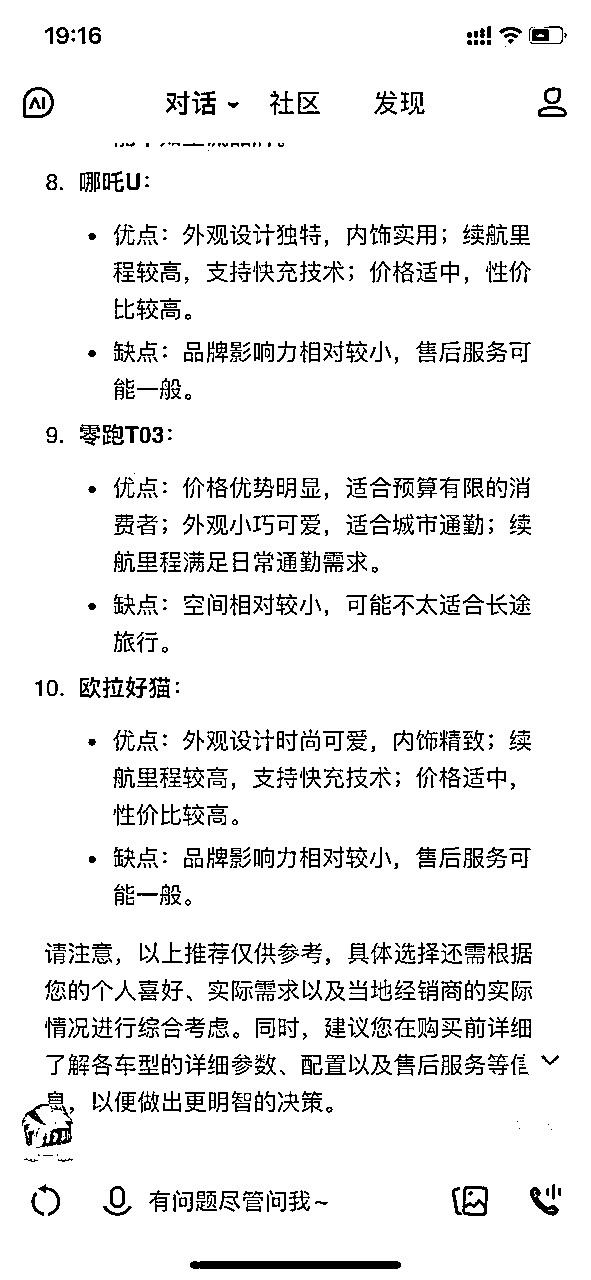 19:16
AI
对话 社区 发现
8. 哪吒U：
• 优点：外观设计独特，内饰实用；续航里
程较高，支持快充技术；价格适中，性价
比较高。
• 缺点：品牌影响力相对较小，售后服务可
能一般。
9. 零跑T03：
• 优点：价格优势明显，适合预算有限的消
费者；外观小巧可爱，适合城市通勤；续
航里程满足日常通勤需求。
• 缺点：空间相对较小，可能不太适合长途
旅行。
10. 欧拉好猫：
• 优点：外观设计时尚可爱，内饰精致；续
航里程较高，支持快充技术；价格适中，
性价比较高。
• 缺点：品牌影响力相对较小，售后服务可
能一般。
请注意，以上推荐仅供参考，具体选择还需根据
您的个人喜好、实际需求以及当地经销商的实际
情况进行综合考虑。同时，建议您在购买前详细
了解各车型的详细参数、配置以及售后服务等信
息，以便做出更明智的决策。
有问题尽管问我~